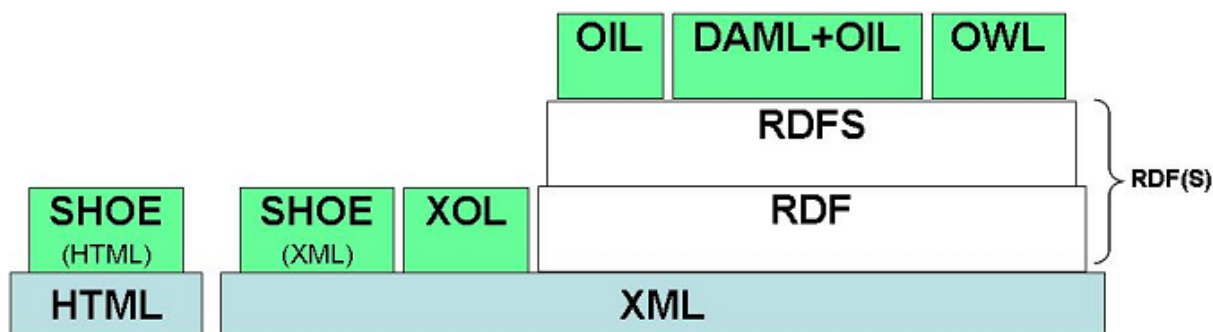 OIL DAML+OIL OWL
RDFS
RDF(S)
SHOE SHOE XOL RDF
(HTML) (XML)
HTML XML